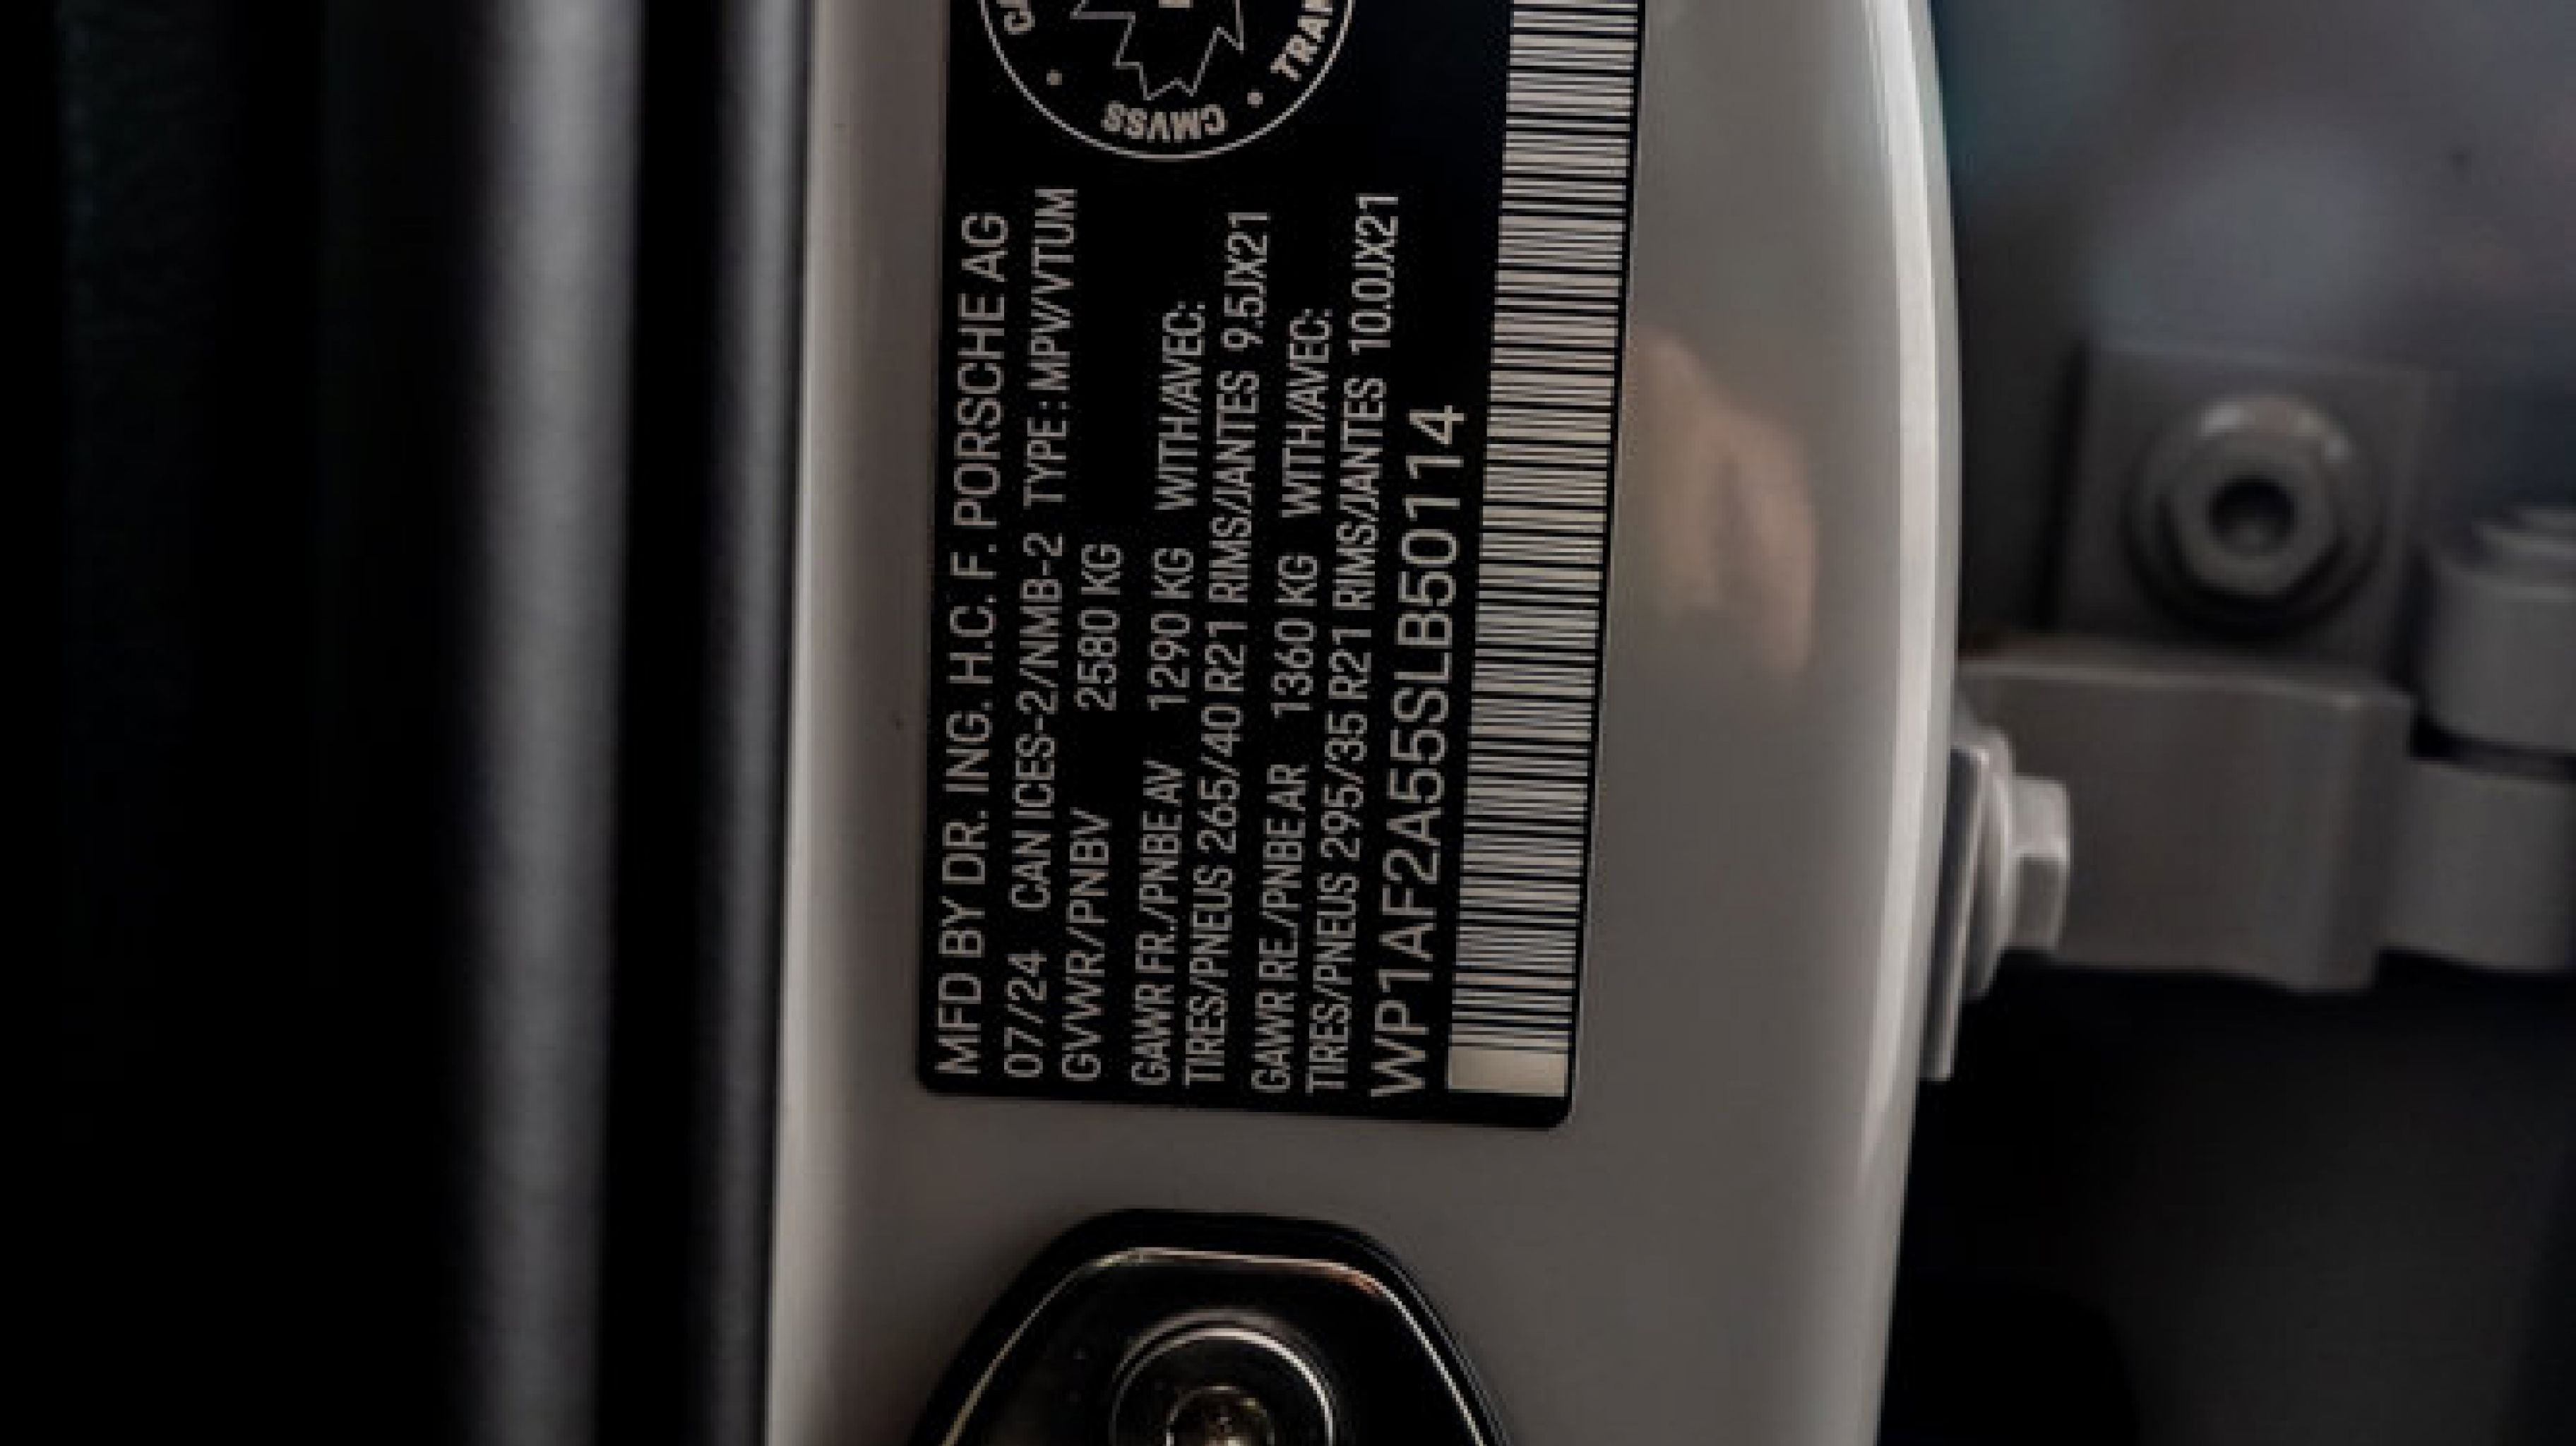 CMVSS
MFD BY DR. ING. H.C. F. PORSCHE AG
07/24 CAN ICES-2/NMB-2 TYPE: MPV/VTUM
GVWR/PNBV 2580 KG
GAWR FR./PNBE AV 1290 KG WITH/AVEC:
TIRES/PNEUS 265/40 R21 RIMS/JANTES 9.5JX21
GAWR RE./PNBE AR 1360 KG WITH/AVEC:
TIRES/PNEUS 295/35 R21 RIMS/JANTES 10.0JX21
WP1AF2A55SLB50114